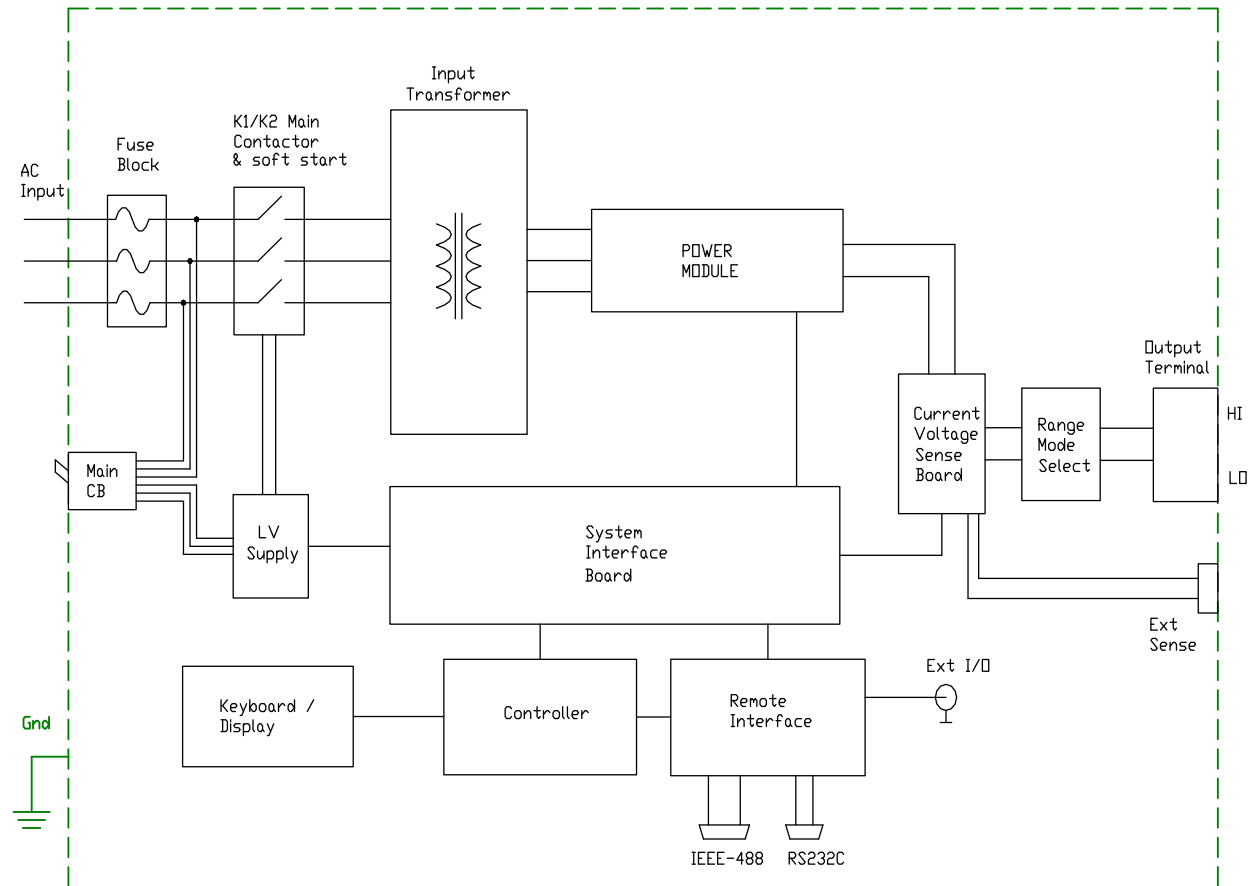 Input
Transformer
K1/K2 Main
Contactor
& soft start
Fuse
Block
AC
Input
POWER
MODULE
Output
Terminal
HI
LO
Current
Voltage
Sense
Board
Range
Mode
Select
Main
CB
LV
Supply
System
Interface
Board
Ext
Sense
Ext I/O
Keyboard /
Display
Controller
Remote
Interface
Gnd
IEEE-488
RS232C